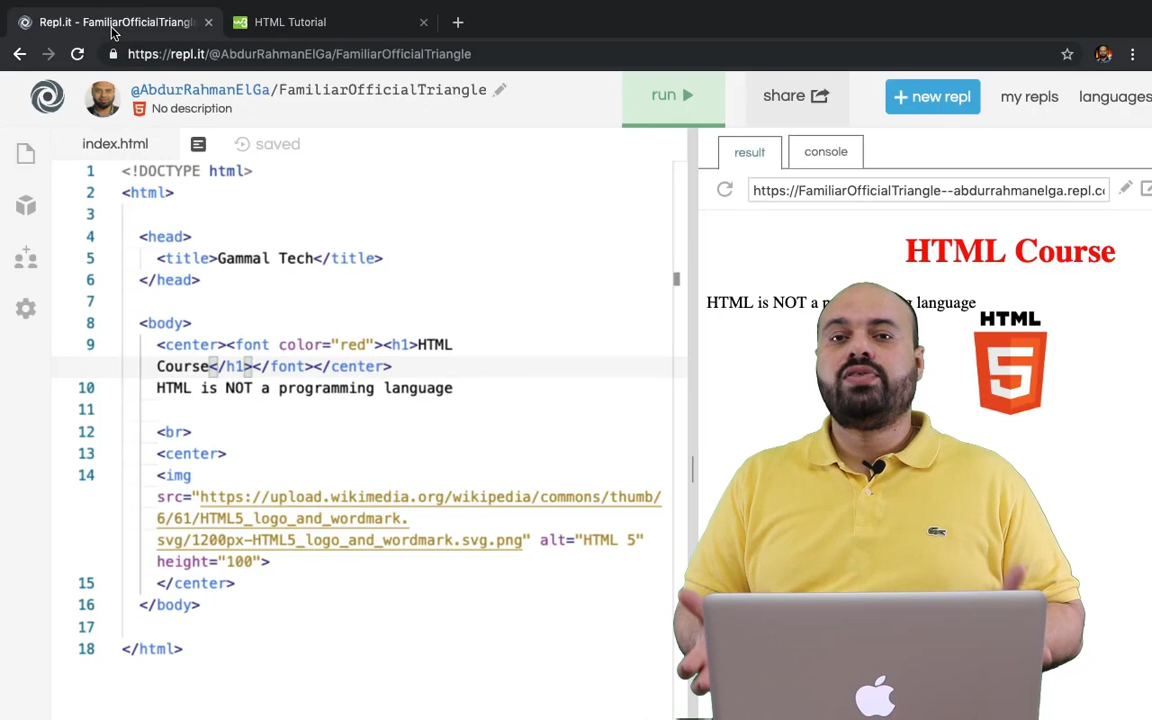 Repl.it - FamiliarOfficialTriangl
HTML Tutorial
https://repl.it/@AbdurRahmanElGa/FamiliarOfficialTriangle
@AbdurRahmanElGa/FamiliarOfficialTriangle
No description
run
share
+ new repl
my repls
languages
index.html
saved
result
console
https://FamiliarOfficialTriangle--abdurrahmanelga.repl.c
1 <!DOCTYPE html>
2 <html>
3
4 <head>
5 <title>Gammal Tech</title>
6 </head>
7
8 <body>
9 <center><font color="red"><h1>HTML
Course</h1></font></center>
10 HTML is NOT a programming language
11
12 <br>
13 <center>
14 <img
src="https://upload.wikimedia.org/wikipedia/commons/thumb/
6/61/HTML5_logo_and_wordmark.
svg/1200px-HTML5_logo_and_wordmark.svg.png" alt="HTML 5"
height="100">
15 </center>
16 </body>
17
18 </html>
HTML Course
HTML is NOT a language
HTML
5